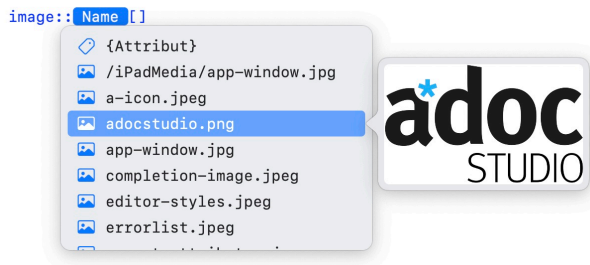 image:: Name []
{Attribut}
/iPadMedia/app-window.jpg
a-icon.jpeg
adocstudio.png
app-window.jpg
completion-image.jpeg
editor-styles.jpeg
errorlist.jpeg
a*doc
STUDIO